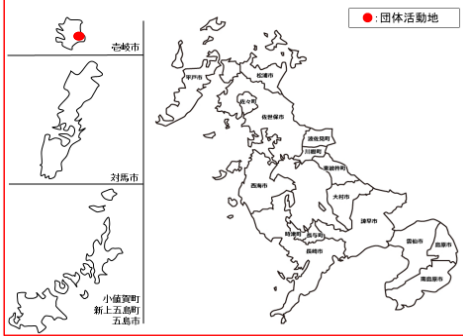 ●:団体活動地
壱岐市
対馬市
小値賀町
新上五島町
五島市
平戸市
松浦市
佐々町
佐世保市
波佐見町
川棚町
東彼杵町
西海市
大村市
時津町
長与町
諫早市
長崎市
雲仙市
島原市
南島原市